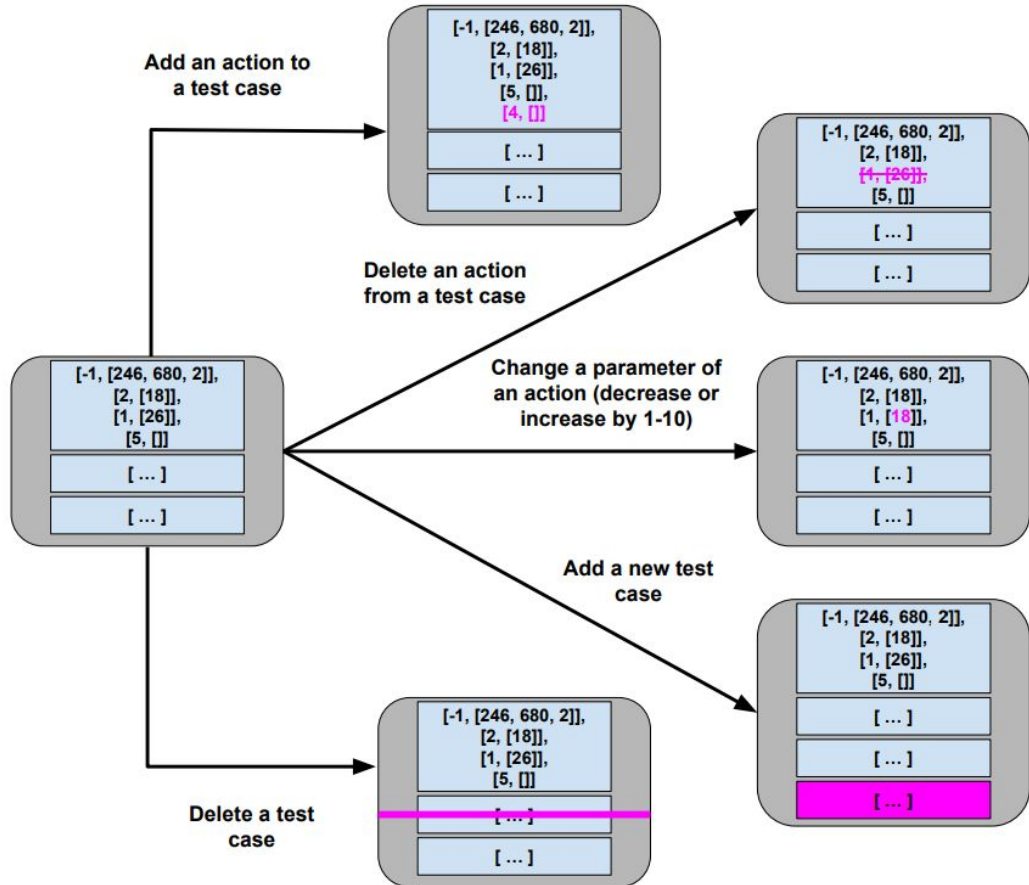 [-1, [246, 680, 2]],
[2, [18]],
[1, [26]],
[5, []],
[4, []]
[ ... ]
[ ... ]
Add an action to
a test case
[-1, [246, 680, 2]],
[2, [18]],
[1, [26]],
[5, []]
[ ... ]
[ ... ]
Delete an action
from a test case
[-1, [246, 680, 2]],
[2, [18]],
[1, [26]],
[5, []]
[ ... ]
[ ... ]
Change a parameter of
an action (decrease or
increase by 1-10)
[-1, [246, 680, 2]],
[2, [18]],
[1, [18]],
[5, []]
[ ... ]
[ ... ]
Add a new test
case
[-1, [246, 680, 2]],
[2, [18]],
[1, [26]],
[5, []]
[ ... ]
[ ... ]
[ ... ]
[-1, [246, 680, 2]],
[2, [18]],
[1, [26]],
[5, []]
[ ... ]
[ ... ]
Delete a test
case